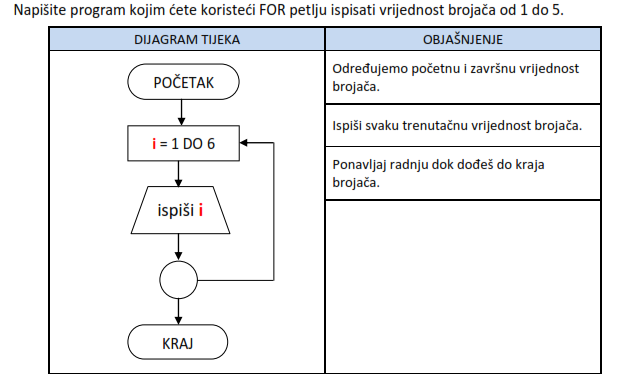 Napišite program kojim ćete koristeći FOR petlju ispisati vrijednost brojača od 1 do 5.
DIJAGRAM TIJEKA
OBJAŠNJENJE
POČETAK
i = 1 DO 6
ispiši i
KRAJ
Određujemo početnu i završnu vrijednost
brojača.
Ispiši svaku trenutačnu vrijednost brojača.
Ponavljaj radnju dok dođeš do kraja
brojača.